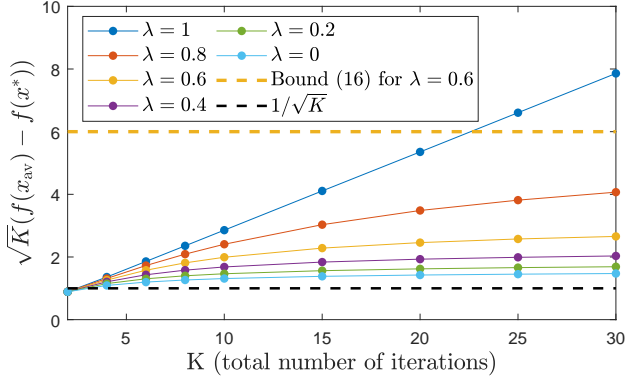 10
8
6
4
2
0
λ = 1
λ = 0.8
λ = 0.6
λ = 0.4
λ = 0.2
λ = 0
Bound (16) for λ = 0.6
1/√K
√K(f(x_av) − f(x*))
5
10
15
20
25
30
K (total number of iterations)